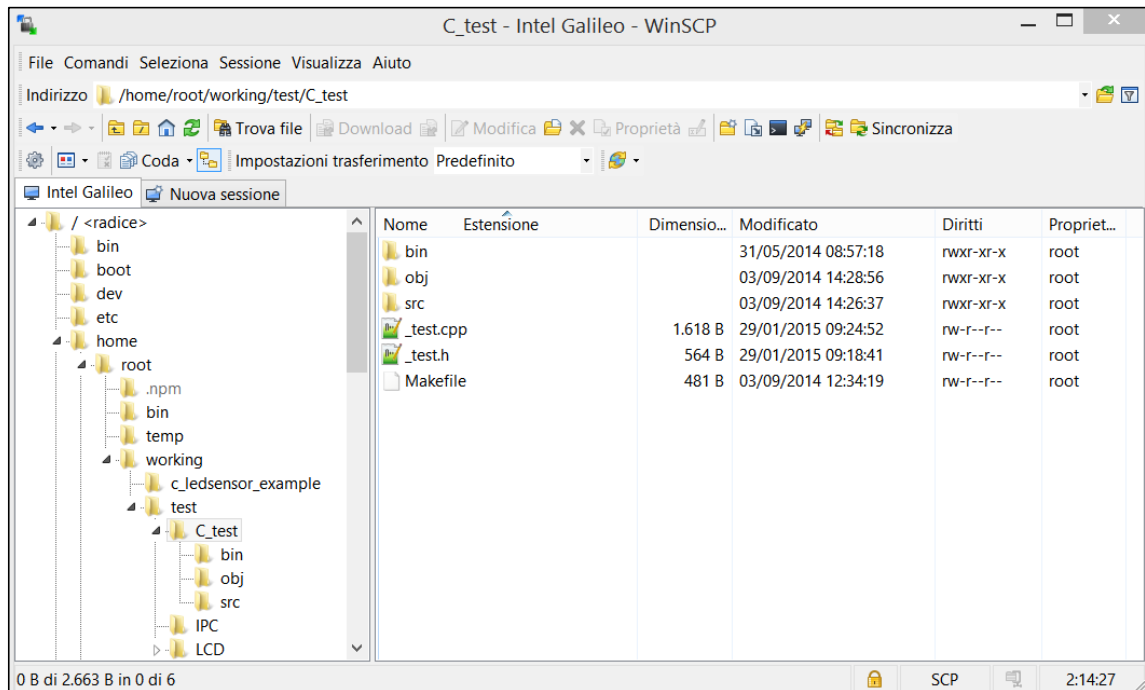 C_test - Intel Galileo - WinSCP
File Comandi Seleziona Sessione Visualizza Aiuto
Indirizzo /home/root/working/test/C_test
Trova file Download Modifica Proprietà Sincronizza
Coda Impostazioni trasferimento Predefinito
Intel Galileo Nuova sessione
/ <radice>
bin
boot
dev
etc
home
root
.npm
bin
temp
working
c_ledsensor_example
test
C_test
bin
obj
src
IPC
LCD
Nome Estensione Dimensio... Modificato Diritti Propriet...
bin 31/05/2014 08:57:18 rwxr-xr-x root
obj 03/09/2014 14:28:56 rwxr-xr-x root
src 03/09/2014 14:26:37 rwxr-xr-x root
_test.cpp 1.618 B 29/01/2015 09:24:52 rw-r--r-- root
_test.h 564 B 29/01/2015 09:18:41 rw-r--r-- root
Makefile 481 B 03/09/2014 12:34:19 rw-r--r-- root
0 B di 2.663 B in 0 di 6 SCP 2:14:27